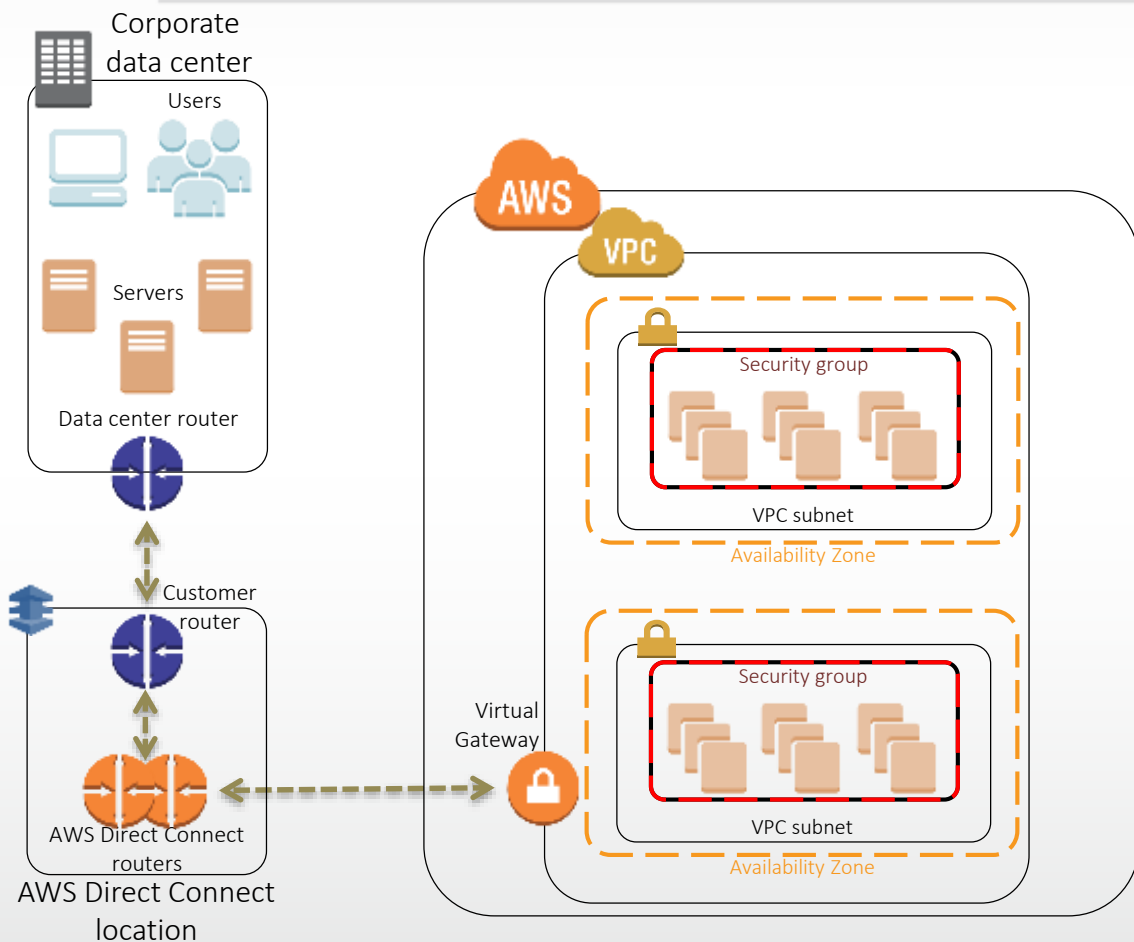 Corporate
data center
Users
Servers
Data center router
Customer
router
AWS Direct Connect
routers
AWS Direct Connect
location
AWS
VPC
Security group
VPC subnet
Availability Zone
Virtual
Gateway
Security group
VPC subnet
Availability Zone